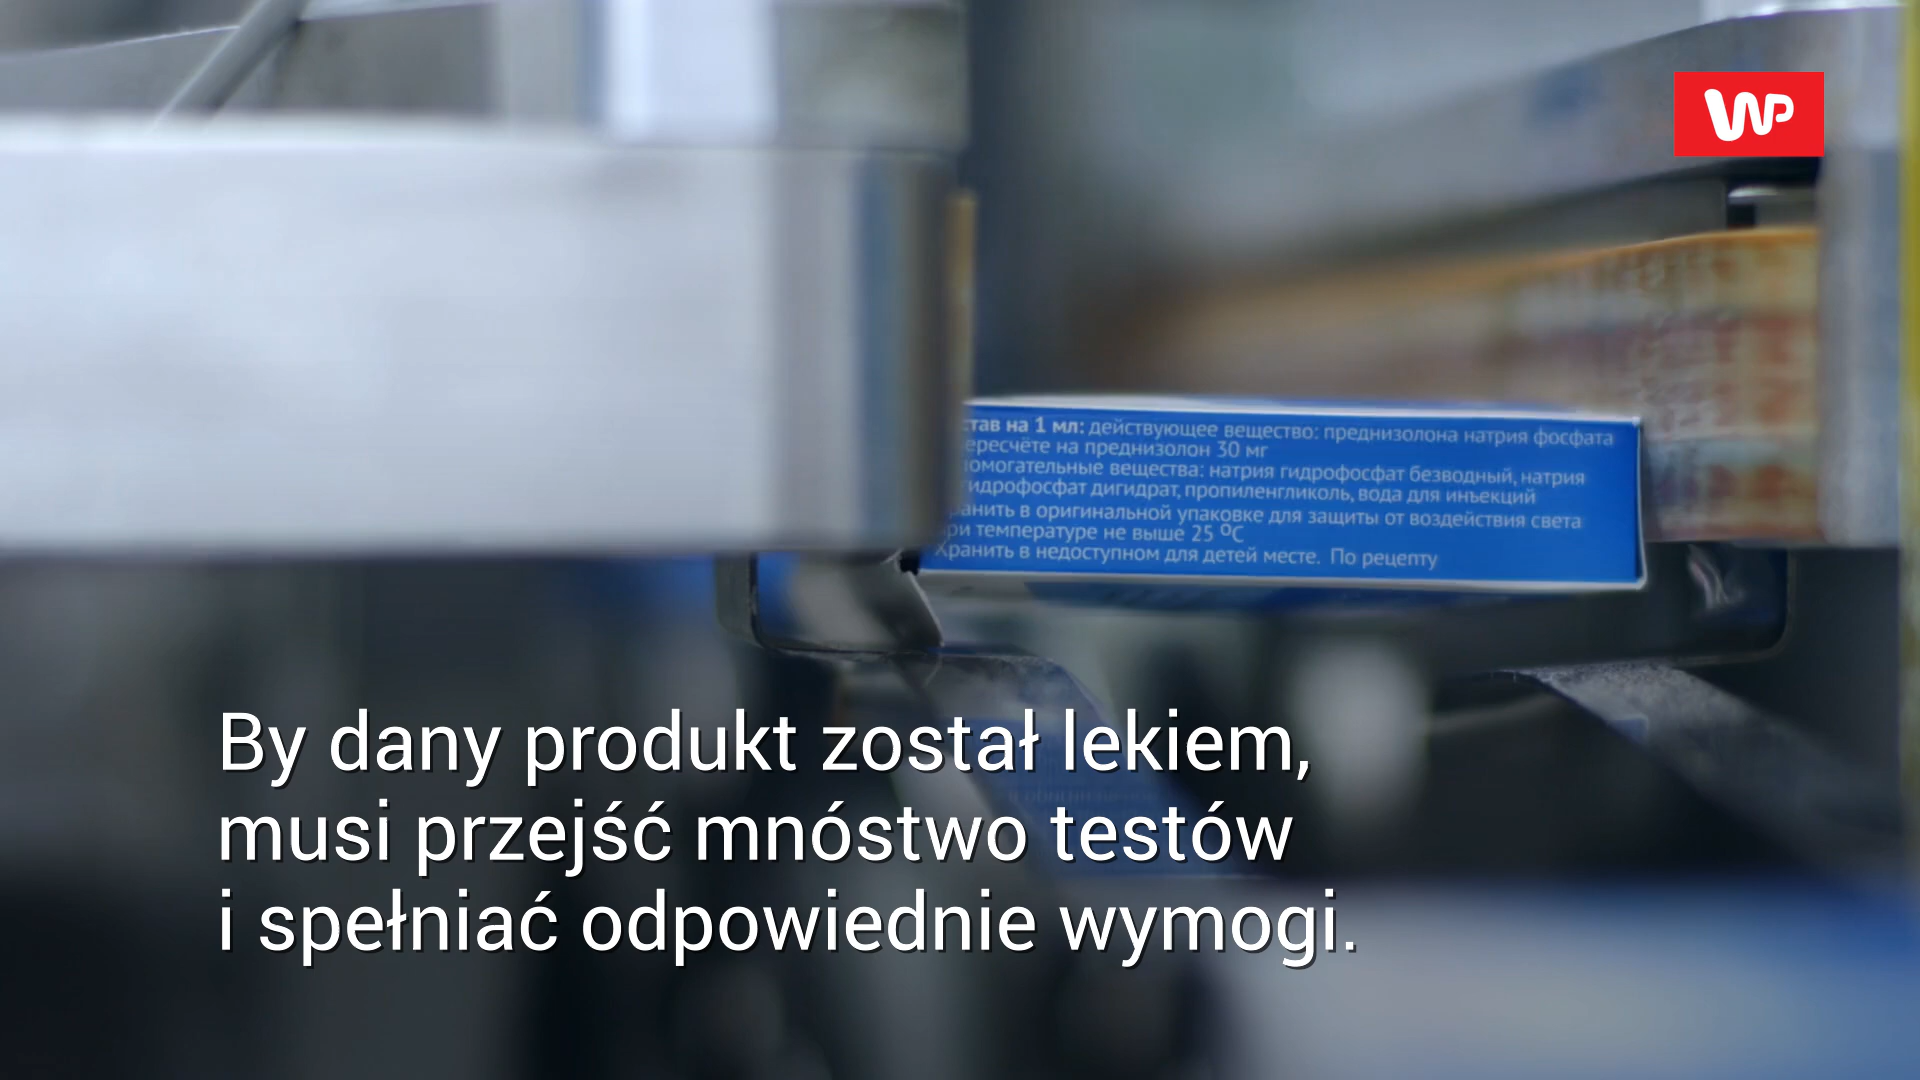 WP
став на 1 мл: действующее вещество: преднизолона натрия фосфата
ересчёте на преднизолон 30 мг
помогательные вещества: натрия гидрофосфат безводный, натрия
гидрофосфат дигидрат, пропиленгликоль, вода для инъекций
ранить в оригинальной упаковке для защиты от воздействия света
ри температуре не выше 25 ºC
Хранить в недоступном для детей месте. По рецепту
By dany produkt został lekiem,
musi przejść mnóstwo testów
i spełniać odpowiednie wymogi.